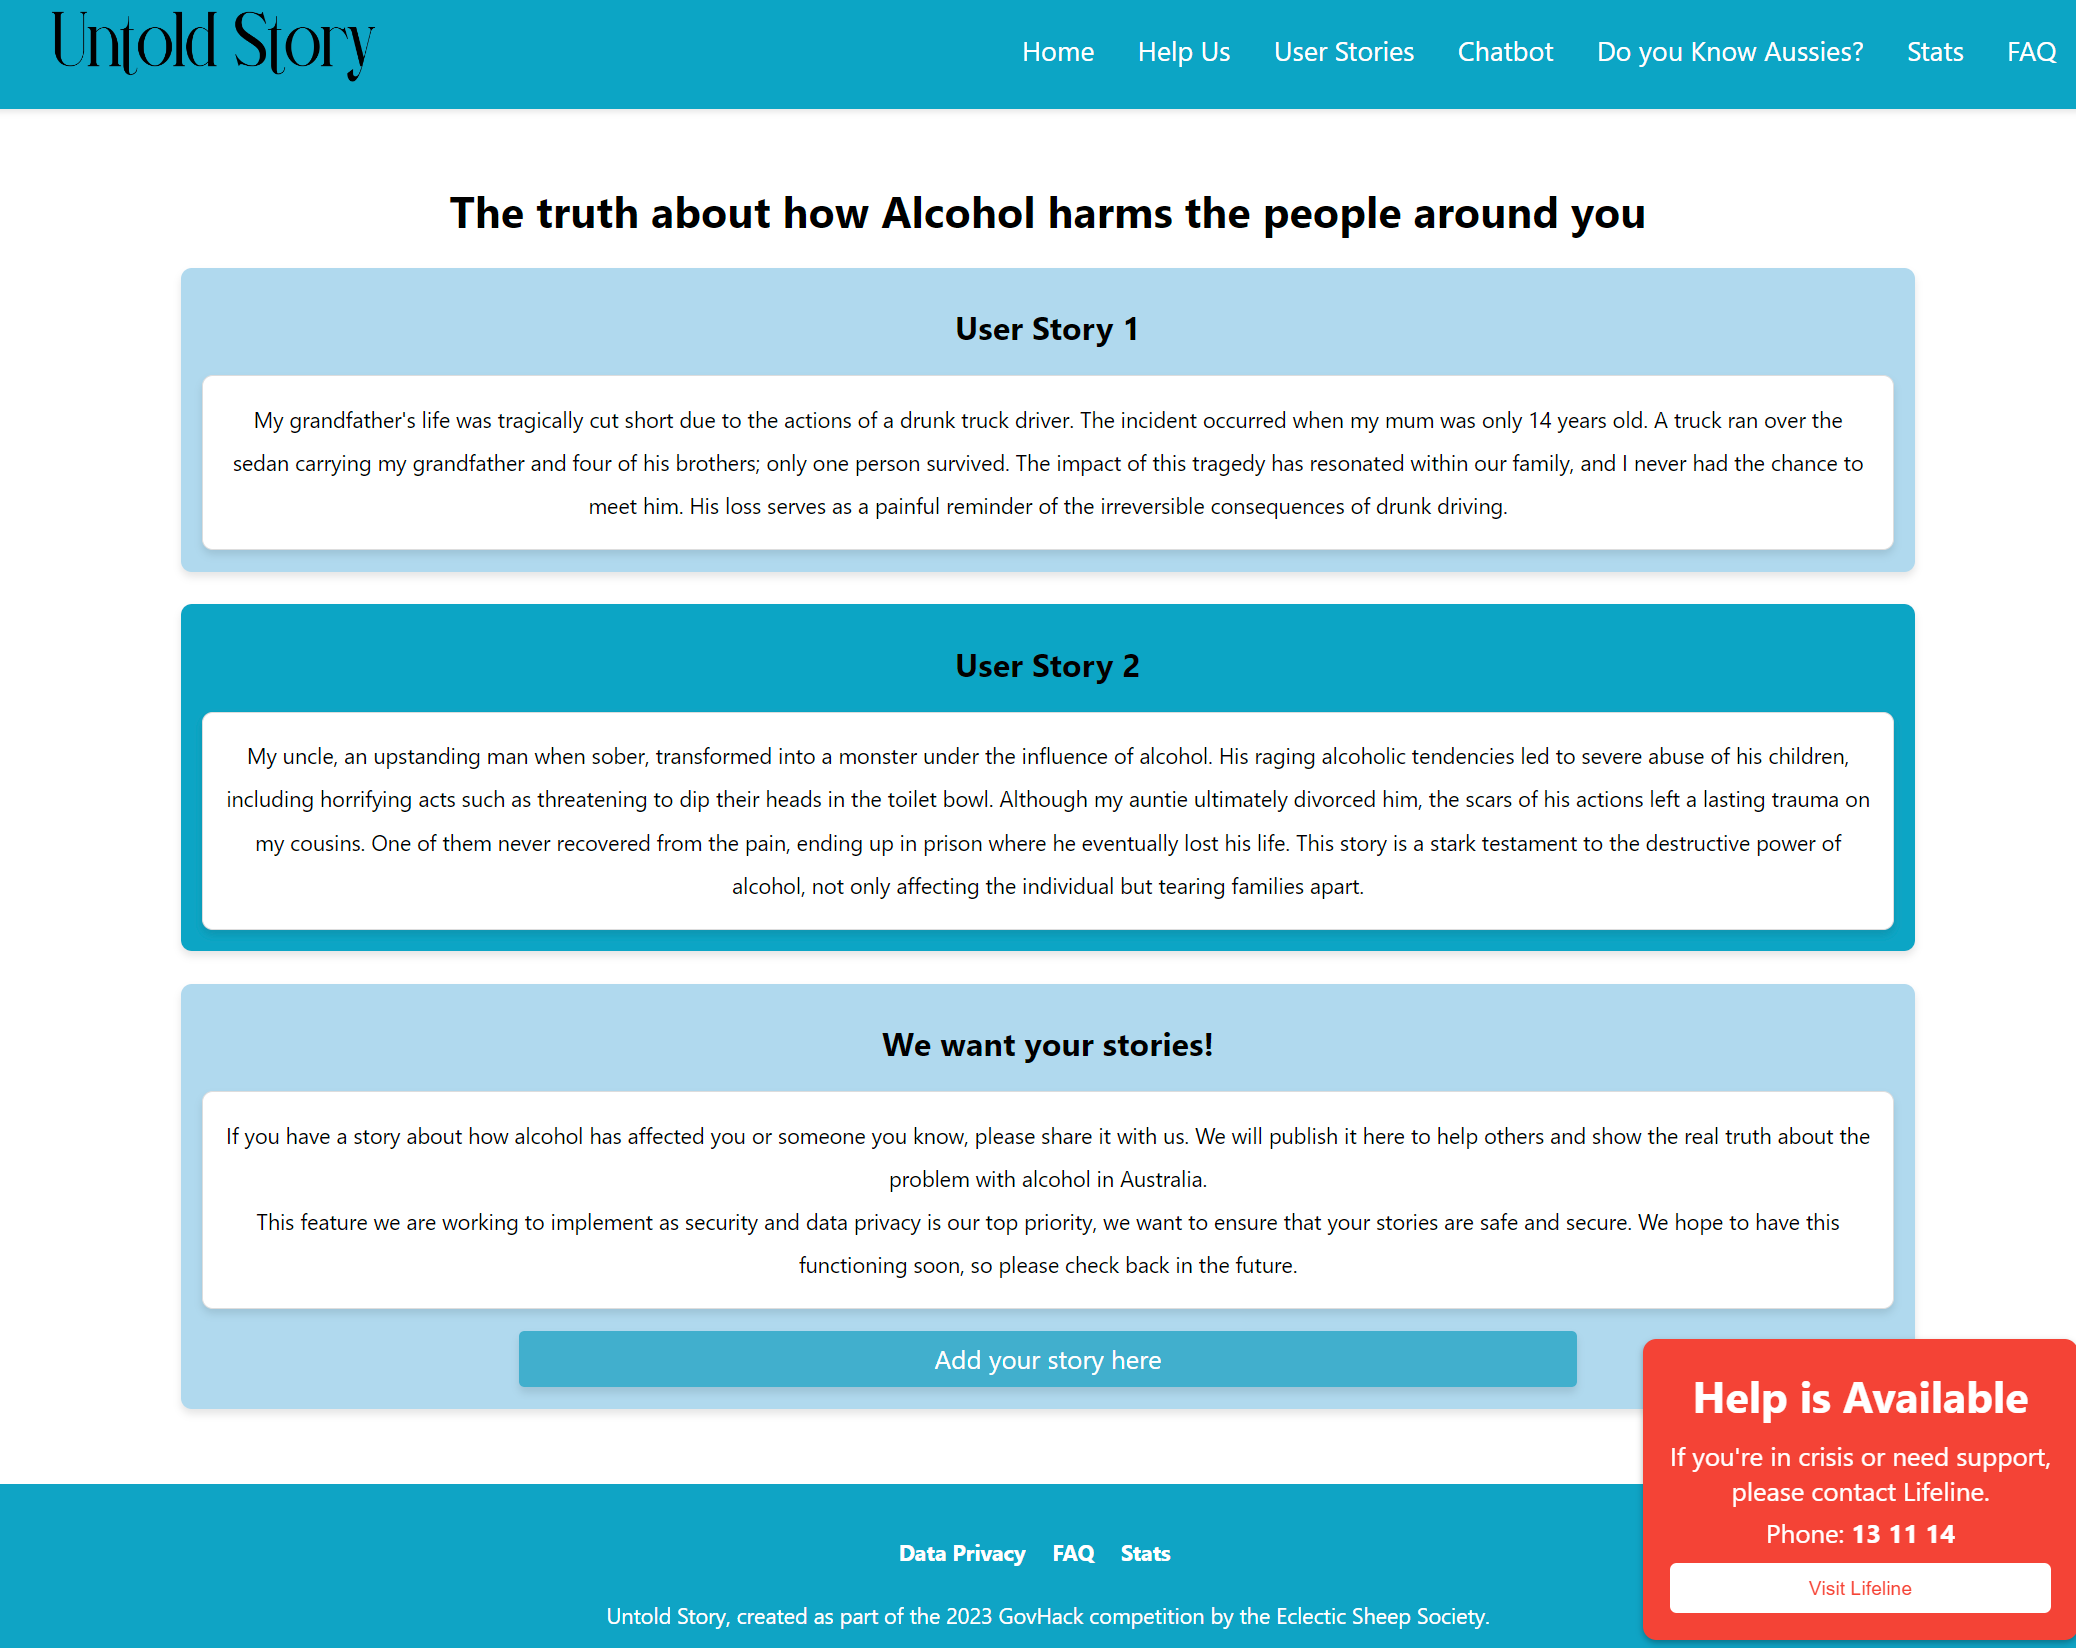 Untold Story
Home Help Us User Stories Chatbot Do you Know Aussies? Stats FAQ
The truth about how Alcohol harms the people around you
User Story 1
My grandfather's life was tragically cut short due to the actions of a drunk truck driver. The incident occurred when my mum was only 14 years old. A truck ran over the
sedan carrying my grandfather and four of his brothers; only one person survived. The impact of this tragedy has resonated within our family, and I never had the chance to
meet him. His loss serves as a painful reminder of the irreversible consequences of drunk driving.
User Story 2
My uncle, an upstanding man when sober, transformed into a monster under the influence of alcohol. His raging alcoholic tendencies led to severe abuse of his children,
including horrifying acts such as threatening to dip their heads in the toilet bowl. Although my auntie ultimately divorced him, the scars of his actions left a lasting trauma on
my cousins. One of them never recovered from the pain, ending up in prison where he eventually lost his life. This story is a stark testament to the destructive power of
alcohol, not only affecting the individual but tearing families apart.
We want your stories!
If you have a story about how alcohol has affected you or someone you know, please share it with us. We will publish it here to help others and show the real truth about the
problem with alcohol in Australia.
This feature we are working to implement as security and data privacy is our top priority, we want to ensure that your stories are safe and secure. We hope to have this
functioning soon, so please check back in the future.
Add your story here
Help is Available
If you're in crisis or need support,
please contact Lifeline.
Phone: 13 11 14
Visit Lifeline
Data Privacy FAQ Stats
Untold Story, created as part of the 2023 GovHack competition by the Eclectic Sheep Society.